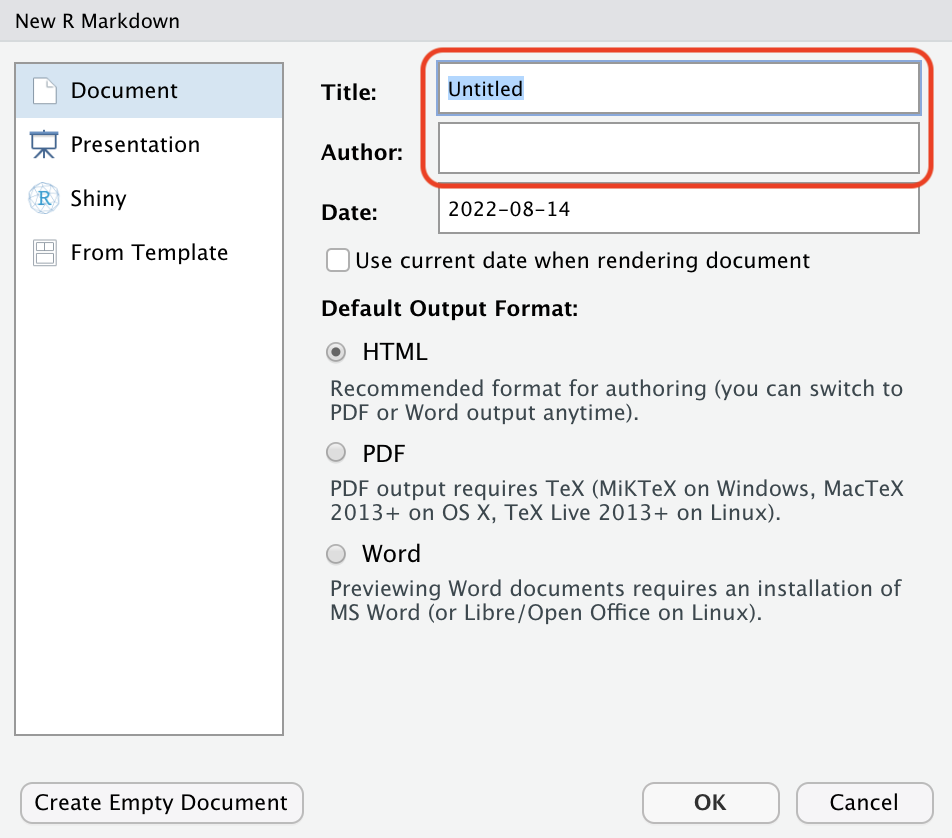 New R Markdown
Document
Presentation
R Shiny
From Template
Title: Untitled
Author:
Date: 2022-08-14
Use current date when rendering document
Default Output Format:
HTML
Recommended format for authoring (you can switch to
PDF or Word output anytime).
PDF
PDF output requires TeX (MiKTeX on Windows, MacTeX
2013+ on OS X, TeX Live 2013+ on Linux).
Word
Previewing Word documents requires an installation of
MS Word (or Libre/Open Office on Linux).
Create Empty Document OK Cancel